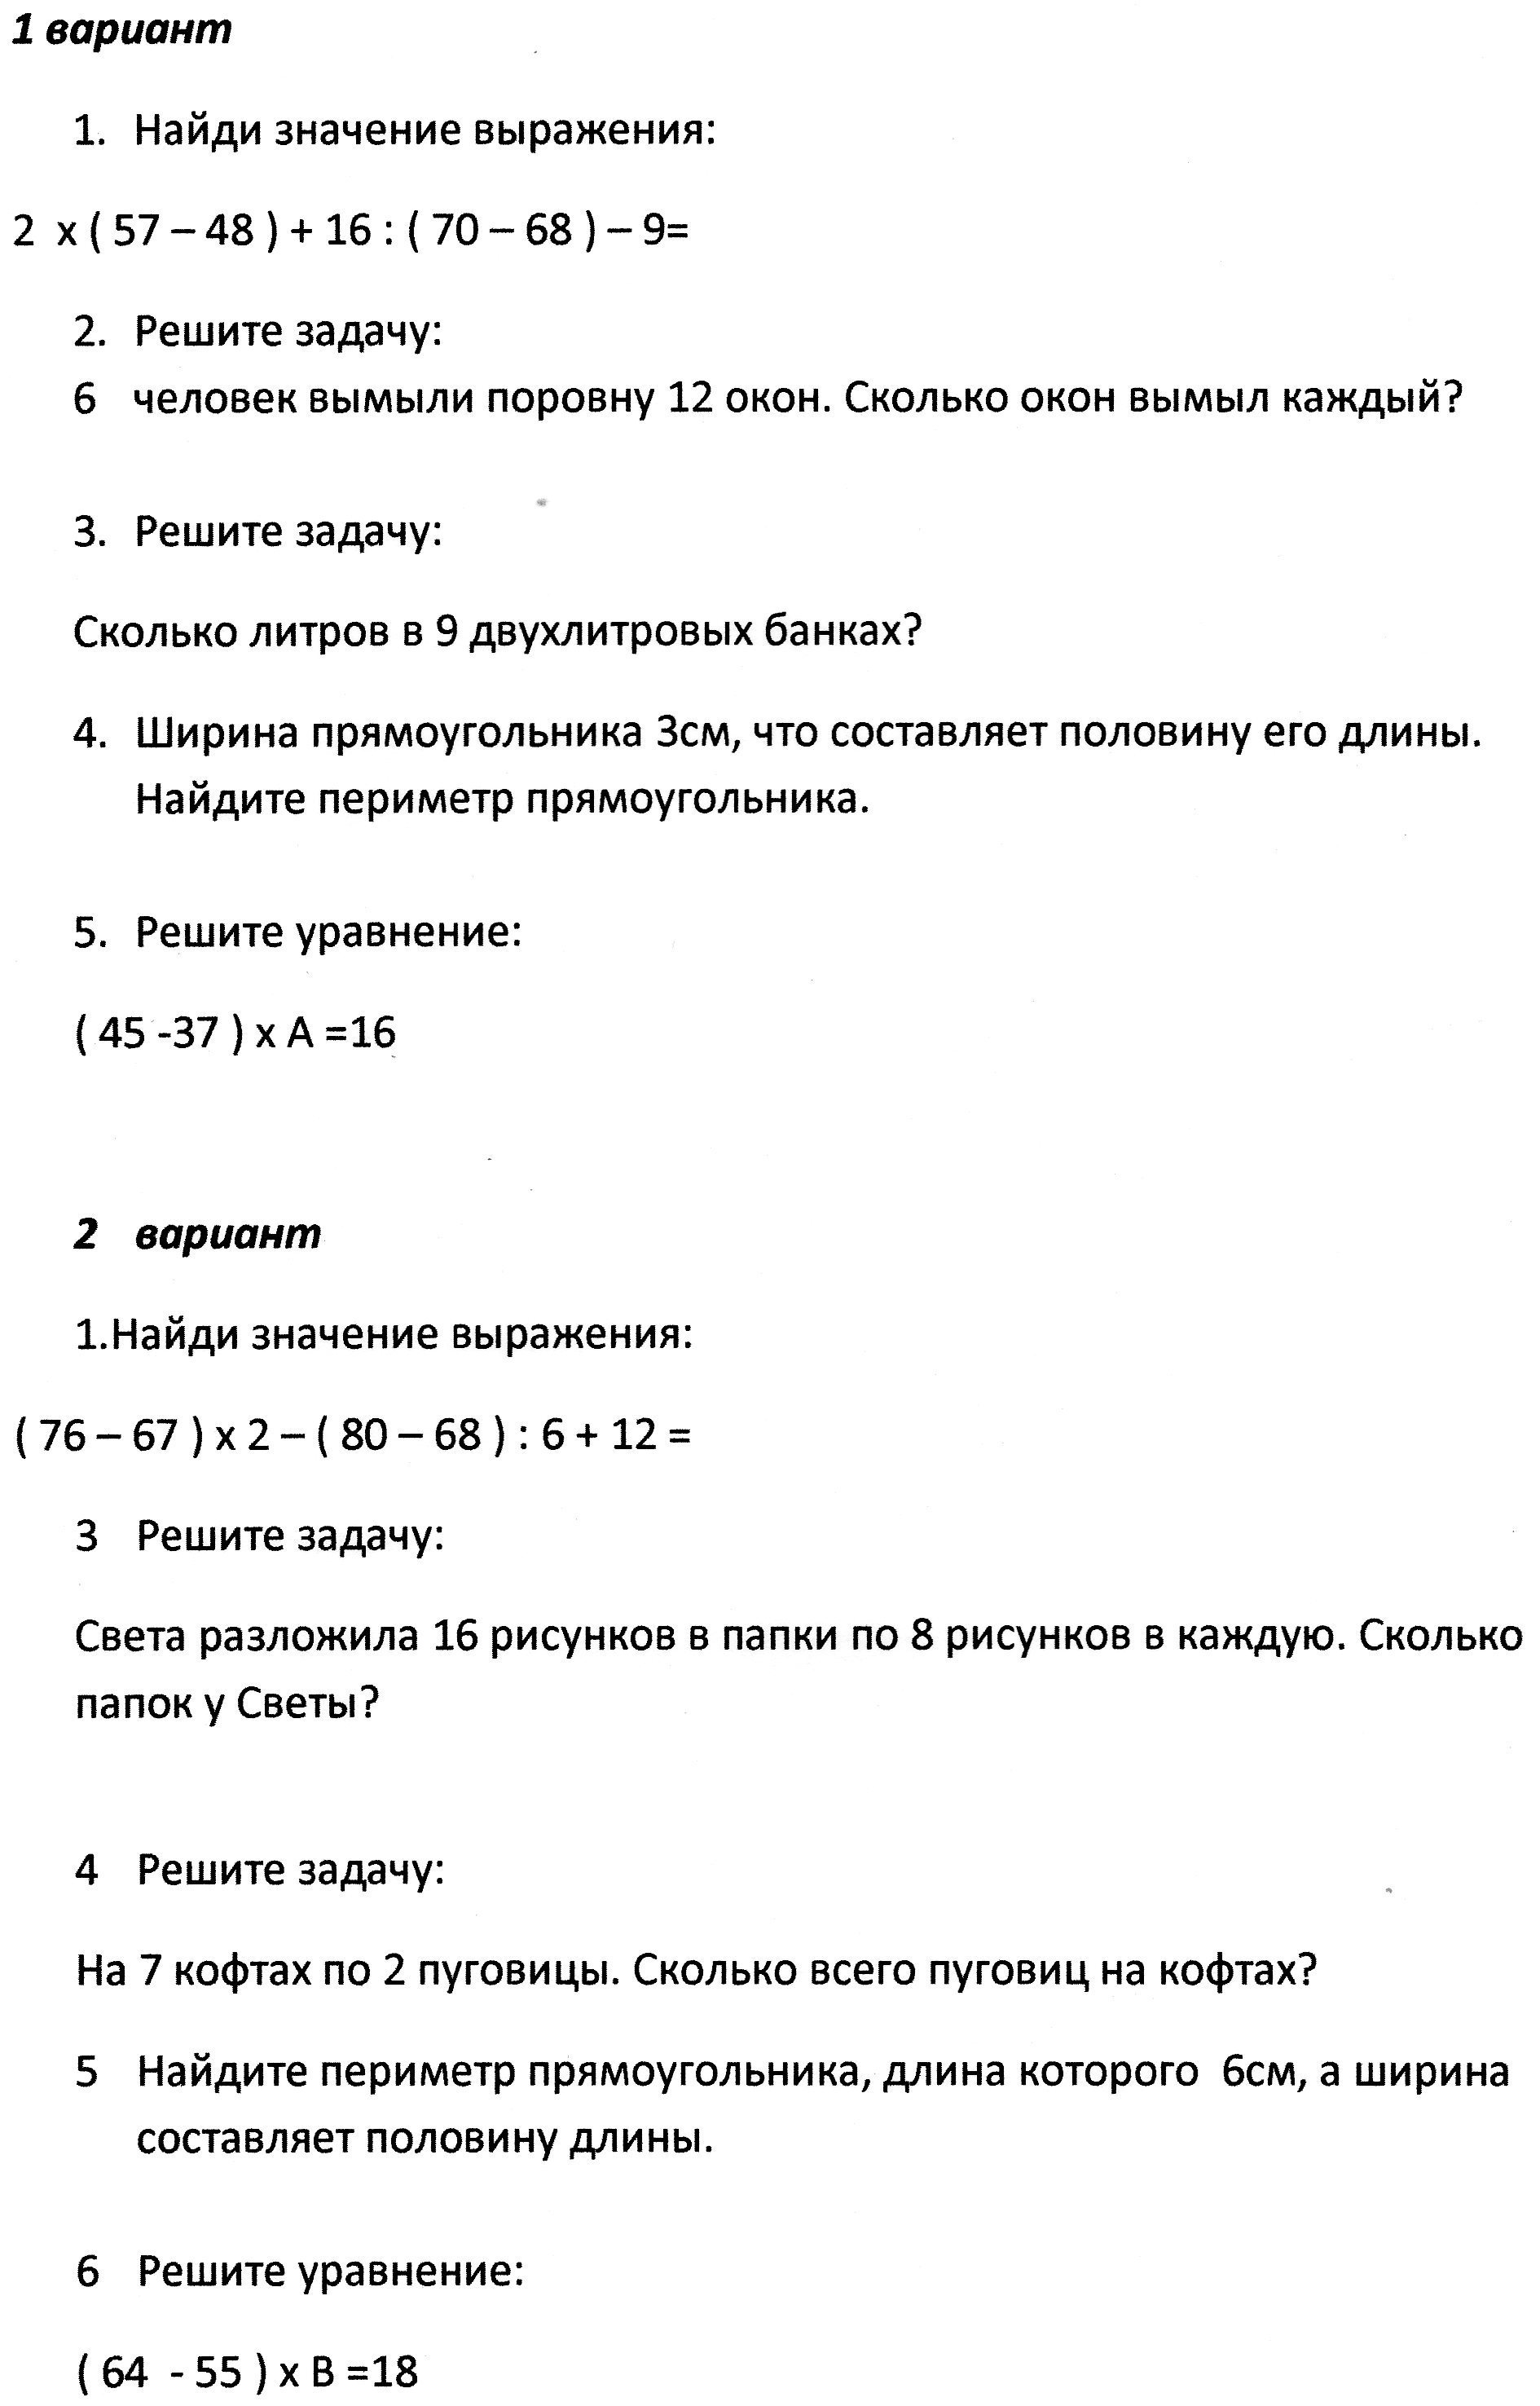 1 вариант
1. Найди значение выражения:
2 х ( 57 – 48 ) + 16 : ( 70 – 68 ) – 9=
2. Решите задачу:
6 человек вымыли поровну 12 окон. Сколько окон вымыл каждый?
3. Решите задачу:
Сколько литров в 9 двухлитровых банках?
4. Ширина прямоугольника 3см, что составляет половину его длины.
Найдите периметр прямоугольника.
5. Решите уравнение:
( 45 -37 ) х А =16
2 вариант
1.Найди значение выражения:
( 76 – 67 ) х 2 – ( 80 – 68 ) : 6 + 12 =
3 Решите задачу:
Света разложила 16 рисунков в папки по 8 рисунков в каждую. Сколько
папок у Светы?
4 Решите задачу:
На 7 кофтах по 2 пуговицы. Сколько всего пуговиц на кофтах?
5 Найдите периметр прямоугольника, длина которого 6см, а ширина
составляет половину длины.
6 Решите уравнение:
( 64 - 55 ) х В =18